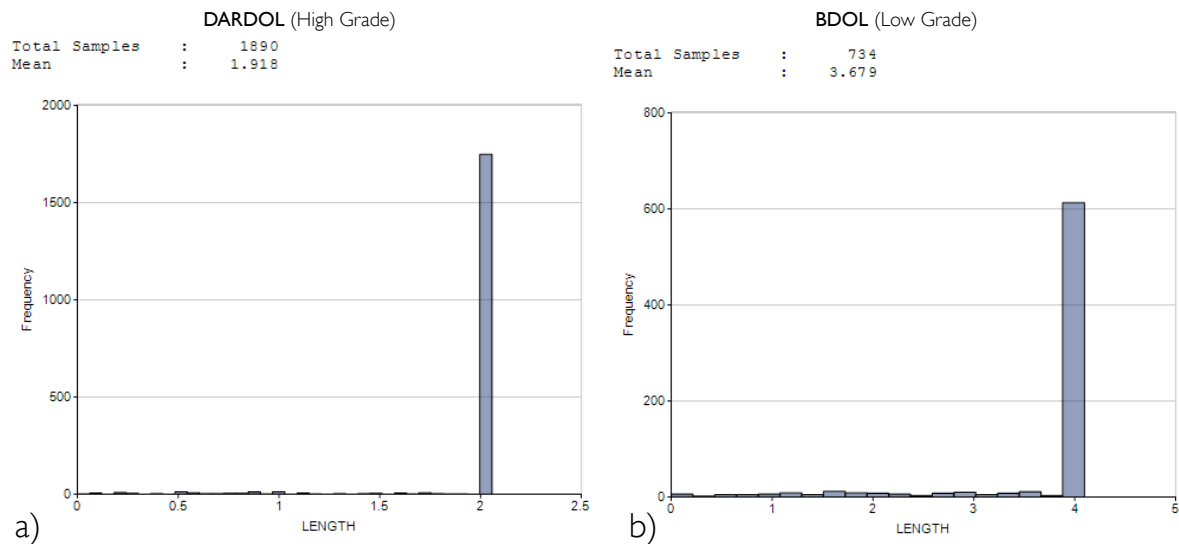 DARDOL (High Grade)
Total Samples : 1890
Mean : 1.918
2000
1500
1000
500
0
Frequency
0 0.5 1 1.5 2 2.5
LENGTH
a)
BDOL (Low Grade)
Total Samples : 734
Mean : 3.679
800
600
400
200
0
Frequency
0 1 2 3 4 5
LENGTH
b)